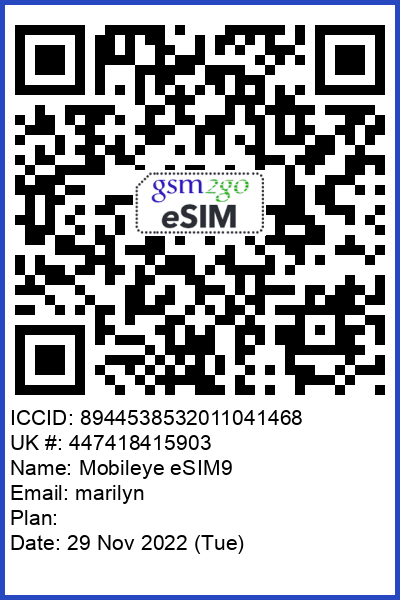 gsm2go
eSIM
ICCID: 8944538532011041468
UK #: 447418415903
Name: Mobileye eSIM9
Email: marilyn
Plan:
Date: 29 Nov 2022 (Tue)